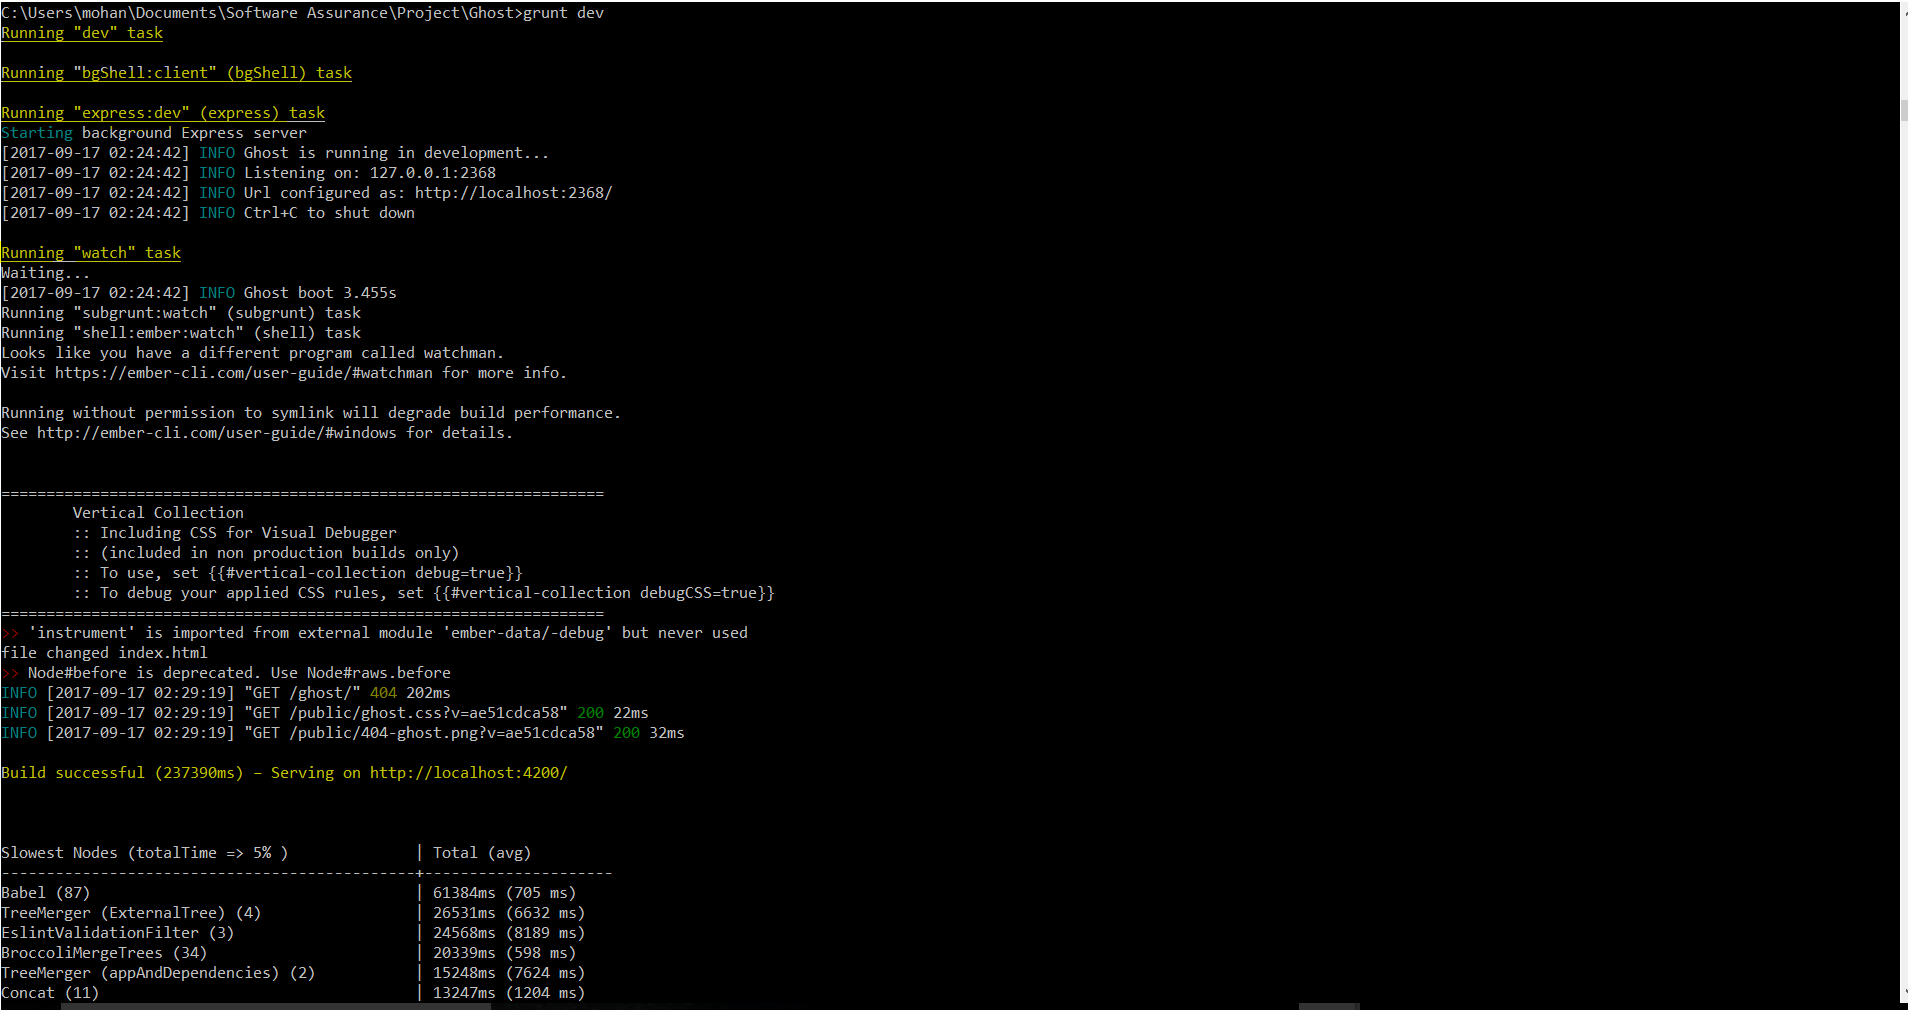 C:\Users\mohan\Documents\Software Assurance\Project\Ghost>grunt dev
Running "dev" task
Running "bgShell:client" (bgShell) task
Running "express:dev" (express) task
Starting background Express server
[2017-09-17 02:24:42] INFO Ghost is running in development...
[2017-09-17 02:24:42] INFO Listening on: 127.0.0.1:2368
[2017-09-17 02:24:42] INFO Url configured as: http://localhost:2368/
[2017-09-17 02:24:42] INFO Ctrl+C to shut down
Running "watch" task
Waiting...
[2017-09-17 02:24:42] INFO Ghost boot 3.455s
Running "subgrunt:watch" (subgrunt) task
Running "shell:ember:watch" (shell) task
Looks like you have a different program called watchman.
Visit https://ember-cli.com/user-guide/#watchman for more info.
Running without permission to symlink will degrade build performance.
See http://ember-cli.com/user-guide/#windows for details.
===================================================================
Vertical Collection
:: Including CSS for Visual Debugger
:: (included in non production builds only)
:: To use, set {{#vertical-collection debug=true}}
:: To debug your applied CSS rules, set {{#vertical-collection debugCSS=true}}
===================================================================
>> 'instrument' is imported from external module 'ember-data/-debug' but never used
file changed index.html
>> Node#before is deprecated. Use Node#raws.before
INFO [2017-09-17 02:29:19] "GET /ghost/" 404 202ms
INFO [2017-09-17 02:29:19] "GET /public/ghost.css?v=ae51cdca58" 200 22ms
INFO [2017-09-17 02:29:19] "GET /public/404-ghost.png?v=ae51cdca58" 200 32ms
Build successful (237390ms) – Serving on http://localhost:4200/
Slowest Nodes (totalTime => 5% ) | Total (avg)
----------------------------------------------+---------------------
Babel (87) | 61384ms (705 ms)
TreeMerger (ExternalTree) (4) | 26531ms (6632 ms)
EslintValidationFilter (3) | 24568ms (8189 ms)
BroccoliMergeTrees (34) | 20339ms (598 ms)
TreeMerger (appAndDependencies) (2) | 15248ms (7624 ms)
Concat (11) | 13247ms (1204 ms)